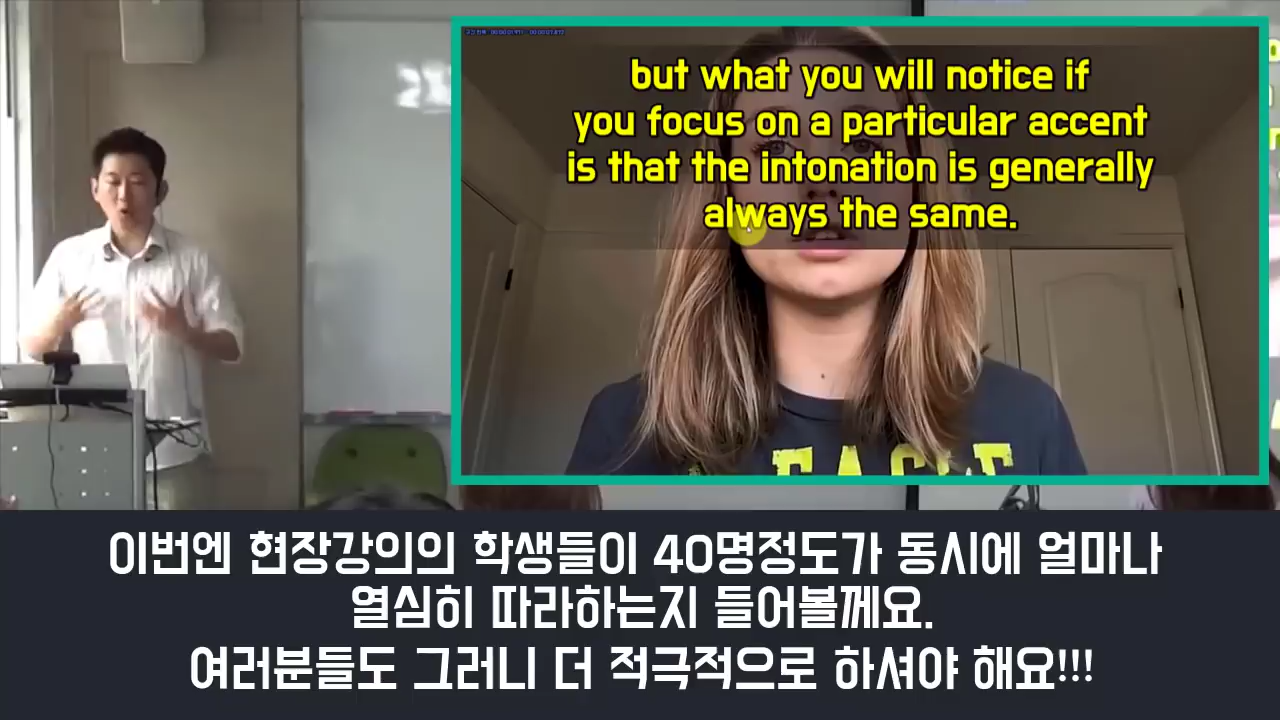 but what you will notice if
you focus on a particular accent
is that the intonation is generally
always the same.
EAGLE
이번엔 현장강의의 학생들이 40명정도가 동시에 얼마나
열심히 따라하는지 들어볼께요.
여러분들도 그러니 더 적극적으로 하셔야 해요!!!